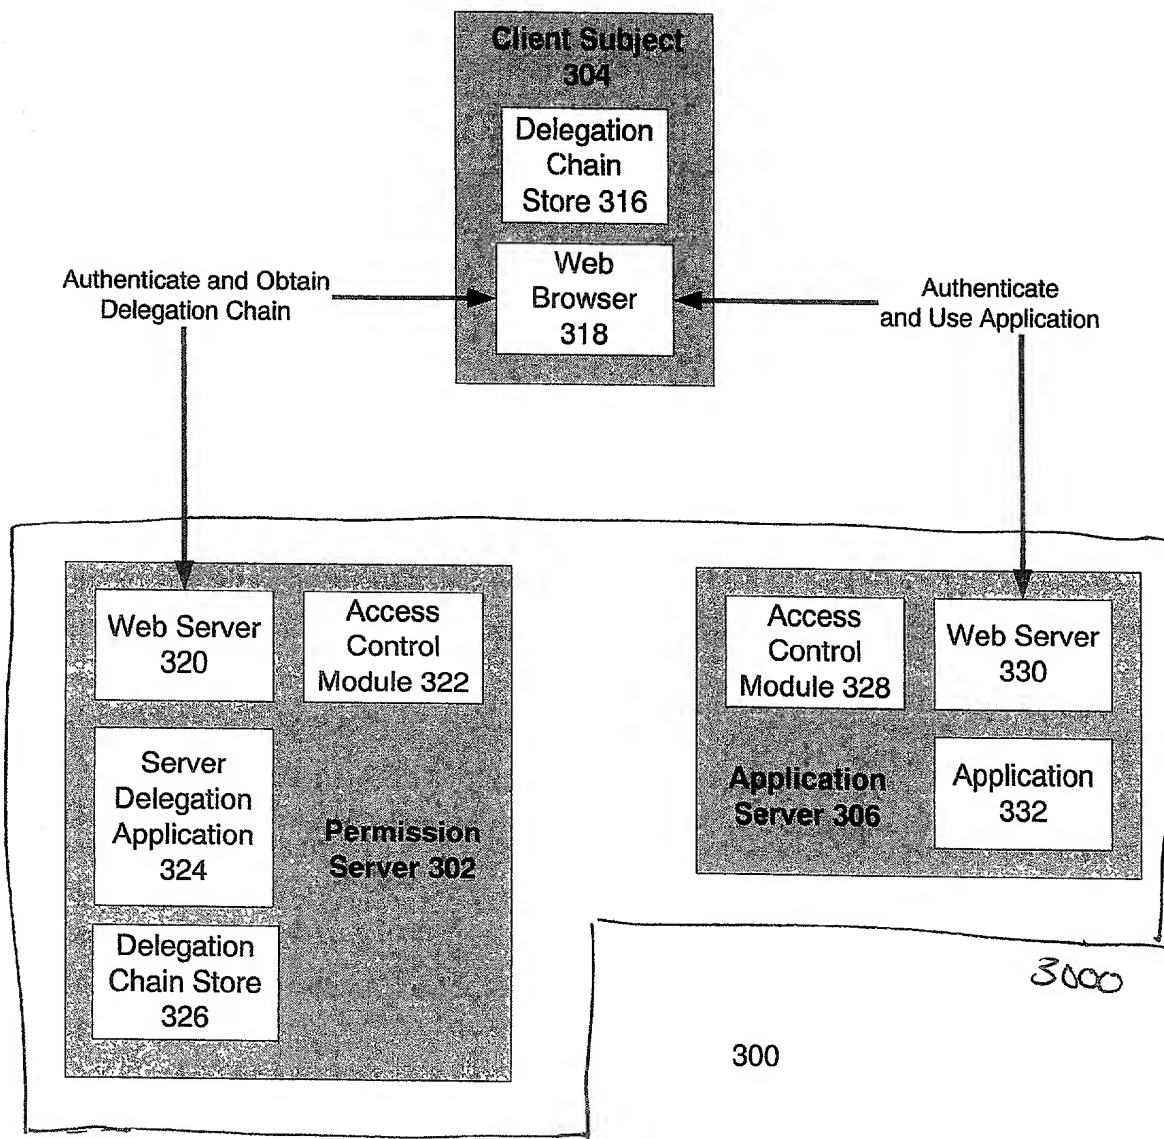 Client Subject
304
Delegation
Chain
Store 316
Web
Browser
318
Authenticate and Obtain
Delegation Chain
Authenticate
and Use Application
Web Server
320
Access
Control
Module 322
Server
Delegation
Application
324
Permission
Server 302
Delegation
Chain Store
326
Access
Control
Module 328
Web Server
330
Application
Server 306
Application
332
3000
300